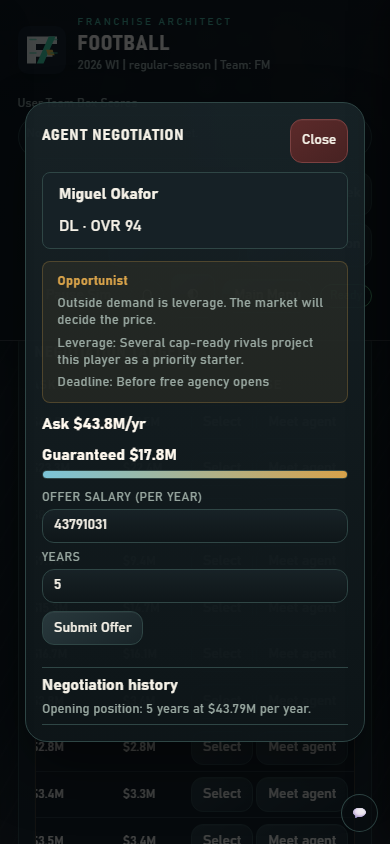 FRANCHISE ARCHITECT
FOOTBALL
2026 W1 | regular-season | Team: FM
AGENT NEGOTIATION
Close
Miguel Okafor
DL · OVR 94
Opportunist
Outside demand is leverage. The market will
decide the price.
Leverage: Several cap-ready rivals project
this player as a priority starter.
Deadline: Before free agency opens
Ask $43.8M/yr
Guaranteed $17.8M
OFFER SALARY (PER YEAR)
43791031
YEARS
5
Submit Offer
Negotiation history
Opening position: 5 years at $43.79M per year.
$2.8M $2.8M Select Meet agent
$3.4M $3.3M Select Meet agent
$3.5M $3.4M Select Meet agent